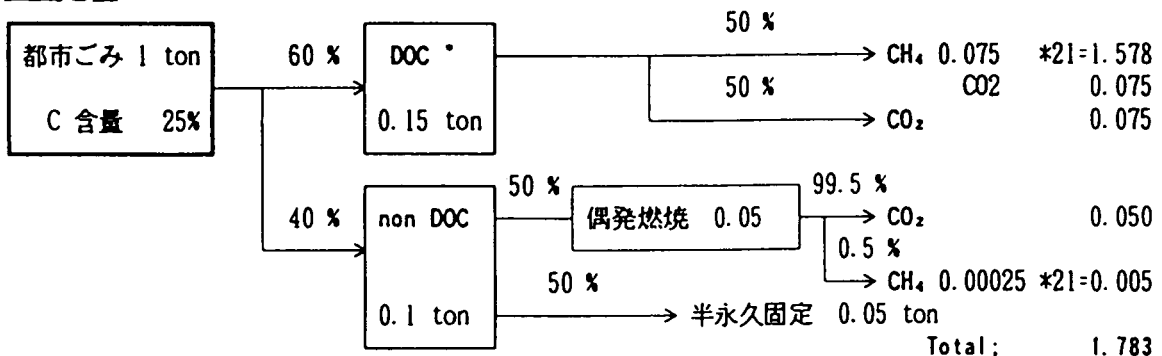 50 %
都市ごみ 1 ton 60 % DOC * CH₄ 0.075 *21=1.578
50 % CO2 0.075
C 含量 25% 0.15 ton CO₂ 0.075
50 % 99.5 %
40 % non DOC 偶発燃焼 0.05 CO₂ 0.050
0.5 %
50 % CH₄ 0.00025 *21=0.005
0.1 ton 半永久固定 0.05 ton
Total: 1.783